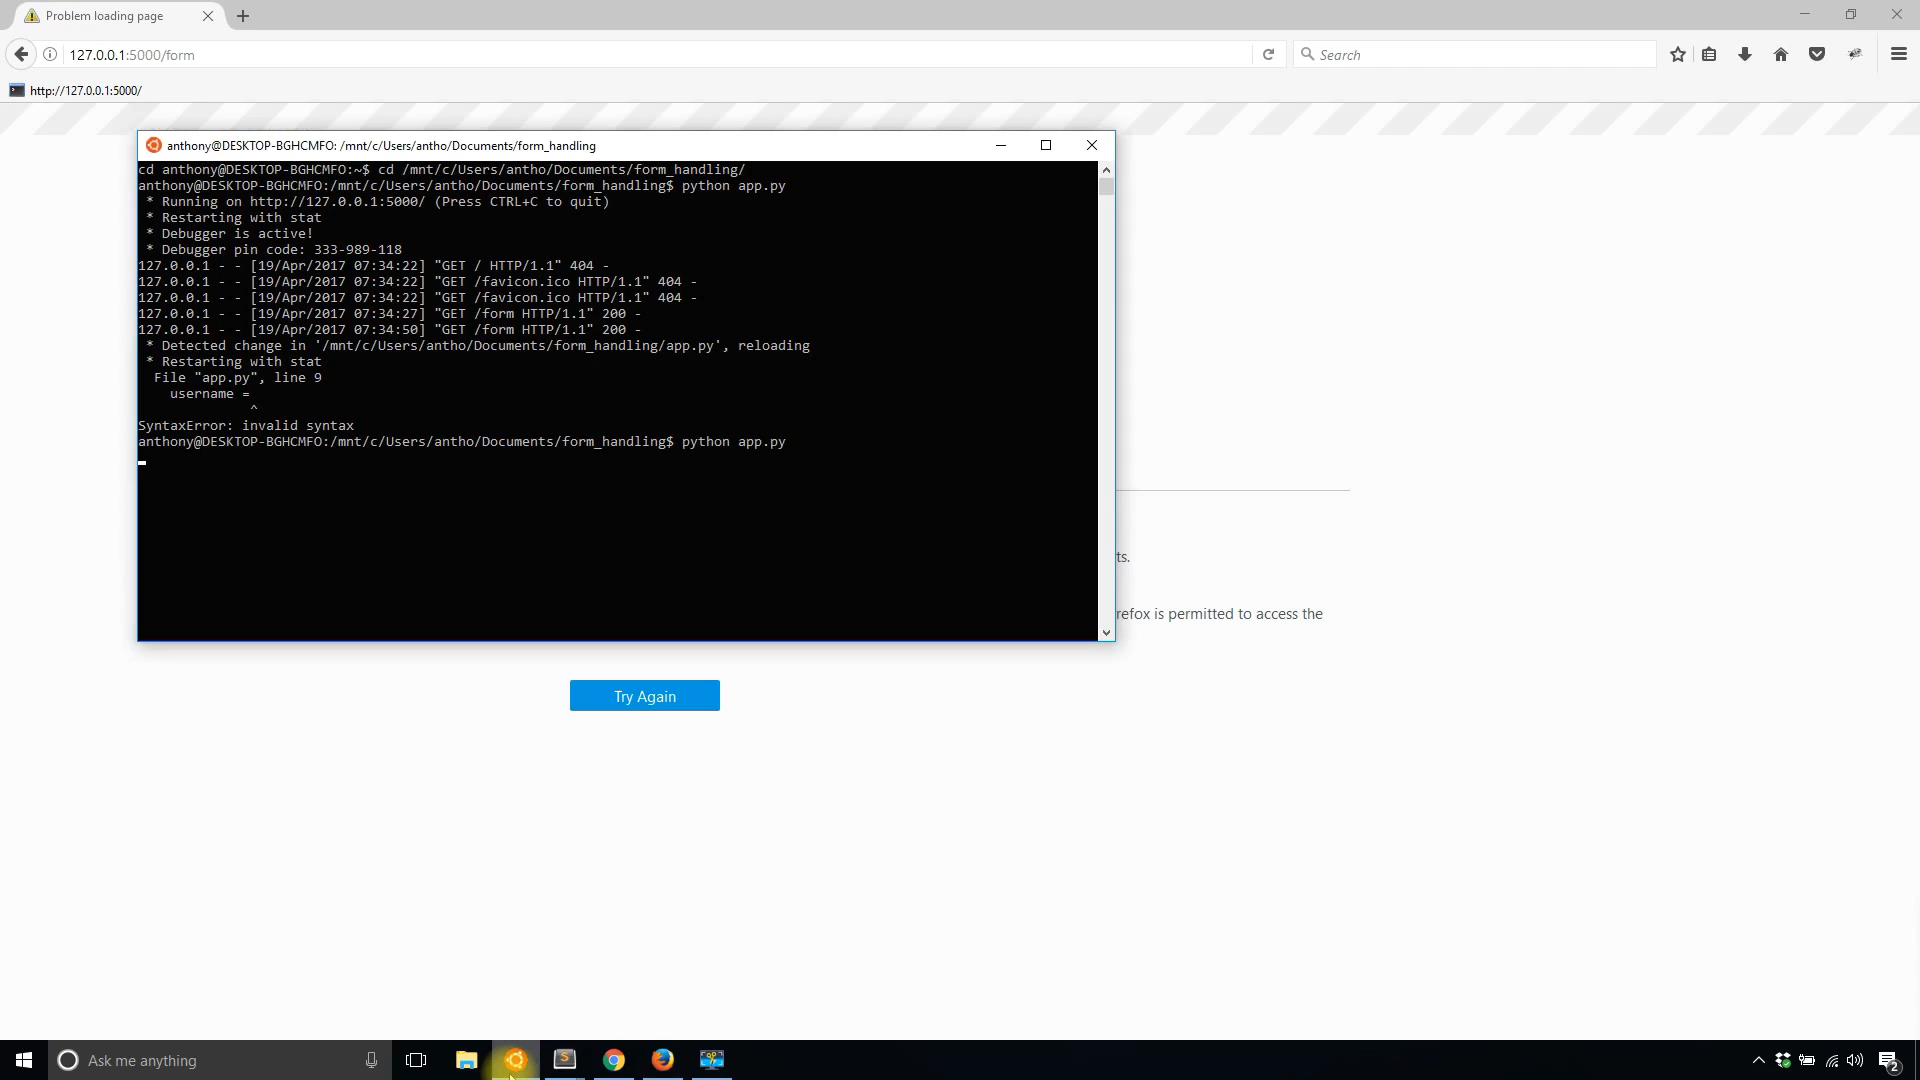 Problem loading page
127.0.0.1:5000/form
Search
http://127.0.0.1:5000/
anthony@DESKTOP-BGHCMFO: /mnt/c/Users/antho/Documents/form_handling
cd anthony@DESKTOP-BGHCMFO:~$ cd /mnt/c/Users/antho/Documents/form_handling/
anthony@DESKTOP-BGHCMFO:/mnt/c/Users/antho/Documents/form_handling$ python app.py
* Running on http://127.0.0.1:5000/ (Press CTRL+C to quit)
* Restarting with stat
* Debugger is active!
* Debugger pin code: 333-989-118
127.0.0.1 - - [19/Apr/2017 07:34:22] "GET / HTTP/1.1" 404 -
127.0.0.1 - - [19/Apr/2017 07:34:22] "GET /favicon.ico HTTP/1.1" 404 -
127.0.0.1 - - [19/Apr/2017 07:34:22] "GET /favicon.ico HTTP/1.1" 404 -
127.0.0.1 - - [19/Apr/2017 07:34:27] "GET /form HTTP/1.1" 200 -
127.0.0.1 - - [19/Apr/2017 07:34:50] "GET /form HTTP/1.1" 200 -
* Detected change in '/mnt/c/Users/antho/Documents/form_handling/app.py', reloading
* Restarting with stat
File "app.py", line 9
username =
^
SyntaxError: invalid syntax
anthony@DESKTOP-BGHCMFO:/mnt/c/Users/antho/Documents/form_handling$ python app.py
ts.
refox is permitted to access the
Try Again
Ask me anything
2